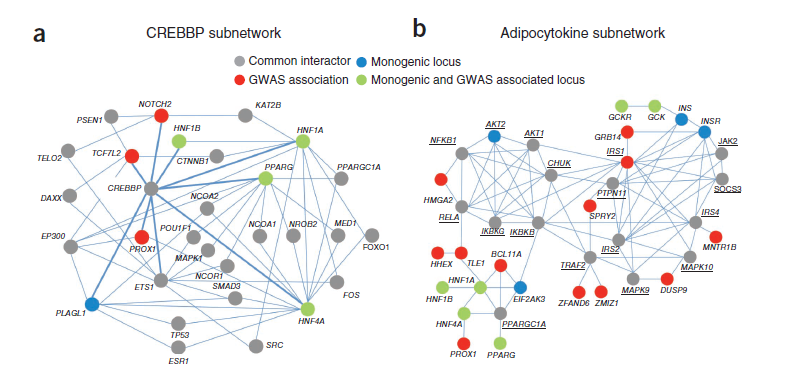 a
CREBBP subnetwork
b
Adipocytokine subnetwork
Common interactor
Monogenic locus
GWAS association
Monogenic and GWAS associated locus
NOTCH2
KAT2B
PSEN1
HNF1B
HNF1A
TELO2
TCF7L2
CTNNB1
PPARG
PPARGC1A
CREBBP
DAXX
NCOA2
EP300
PROX1
POU1F1
NCOA1
NROB2
MED1
FOXO1
MAPK1
NCOR1
ETS1
SMAD3
FOS
PLAGL1
HNF4A
TP53
SRC
ESR1
GCKR
GCK
INS
INSR
AKT2
AKT1
GRB14
NFKB1
IRS1
JAK2
CHUK
HMGA2
PTPN11
SOCS3
RELA
SPRY2
IRS4
IKBKG
IKBKB
IRS2
MNTR1B
HHEX
TLE1
BCL11A
TRAF2
MAPK10
HNF1A
HNF1B
EIF2AK3
ZFAND6
ZMIZ1
MAPK9
DUSP9
HNF4A
PPARGC1A
PROX1
PPARG